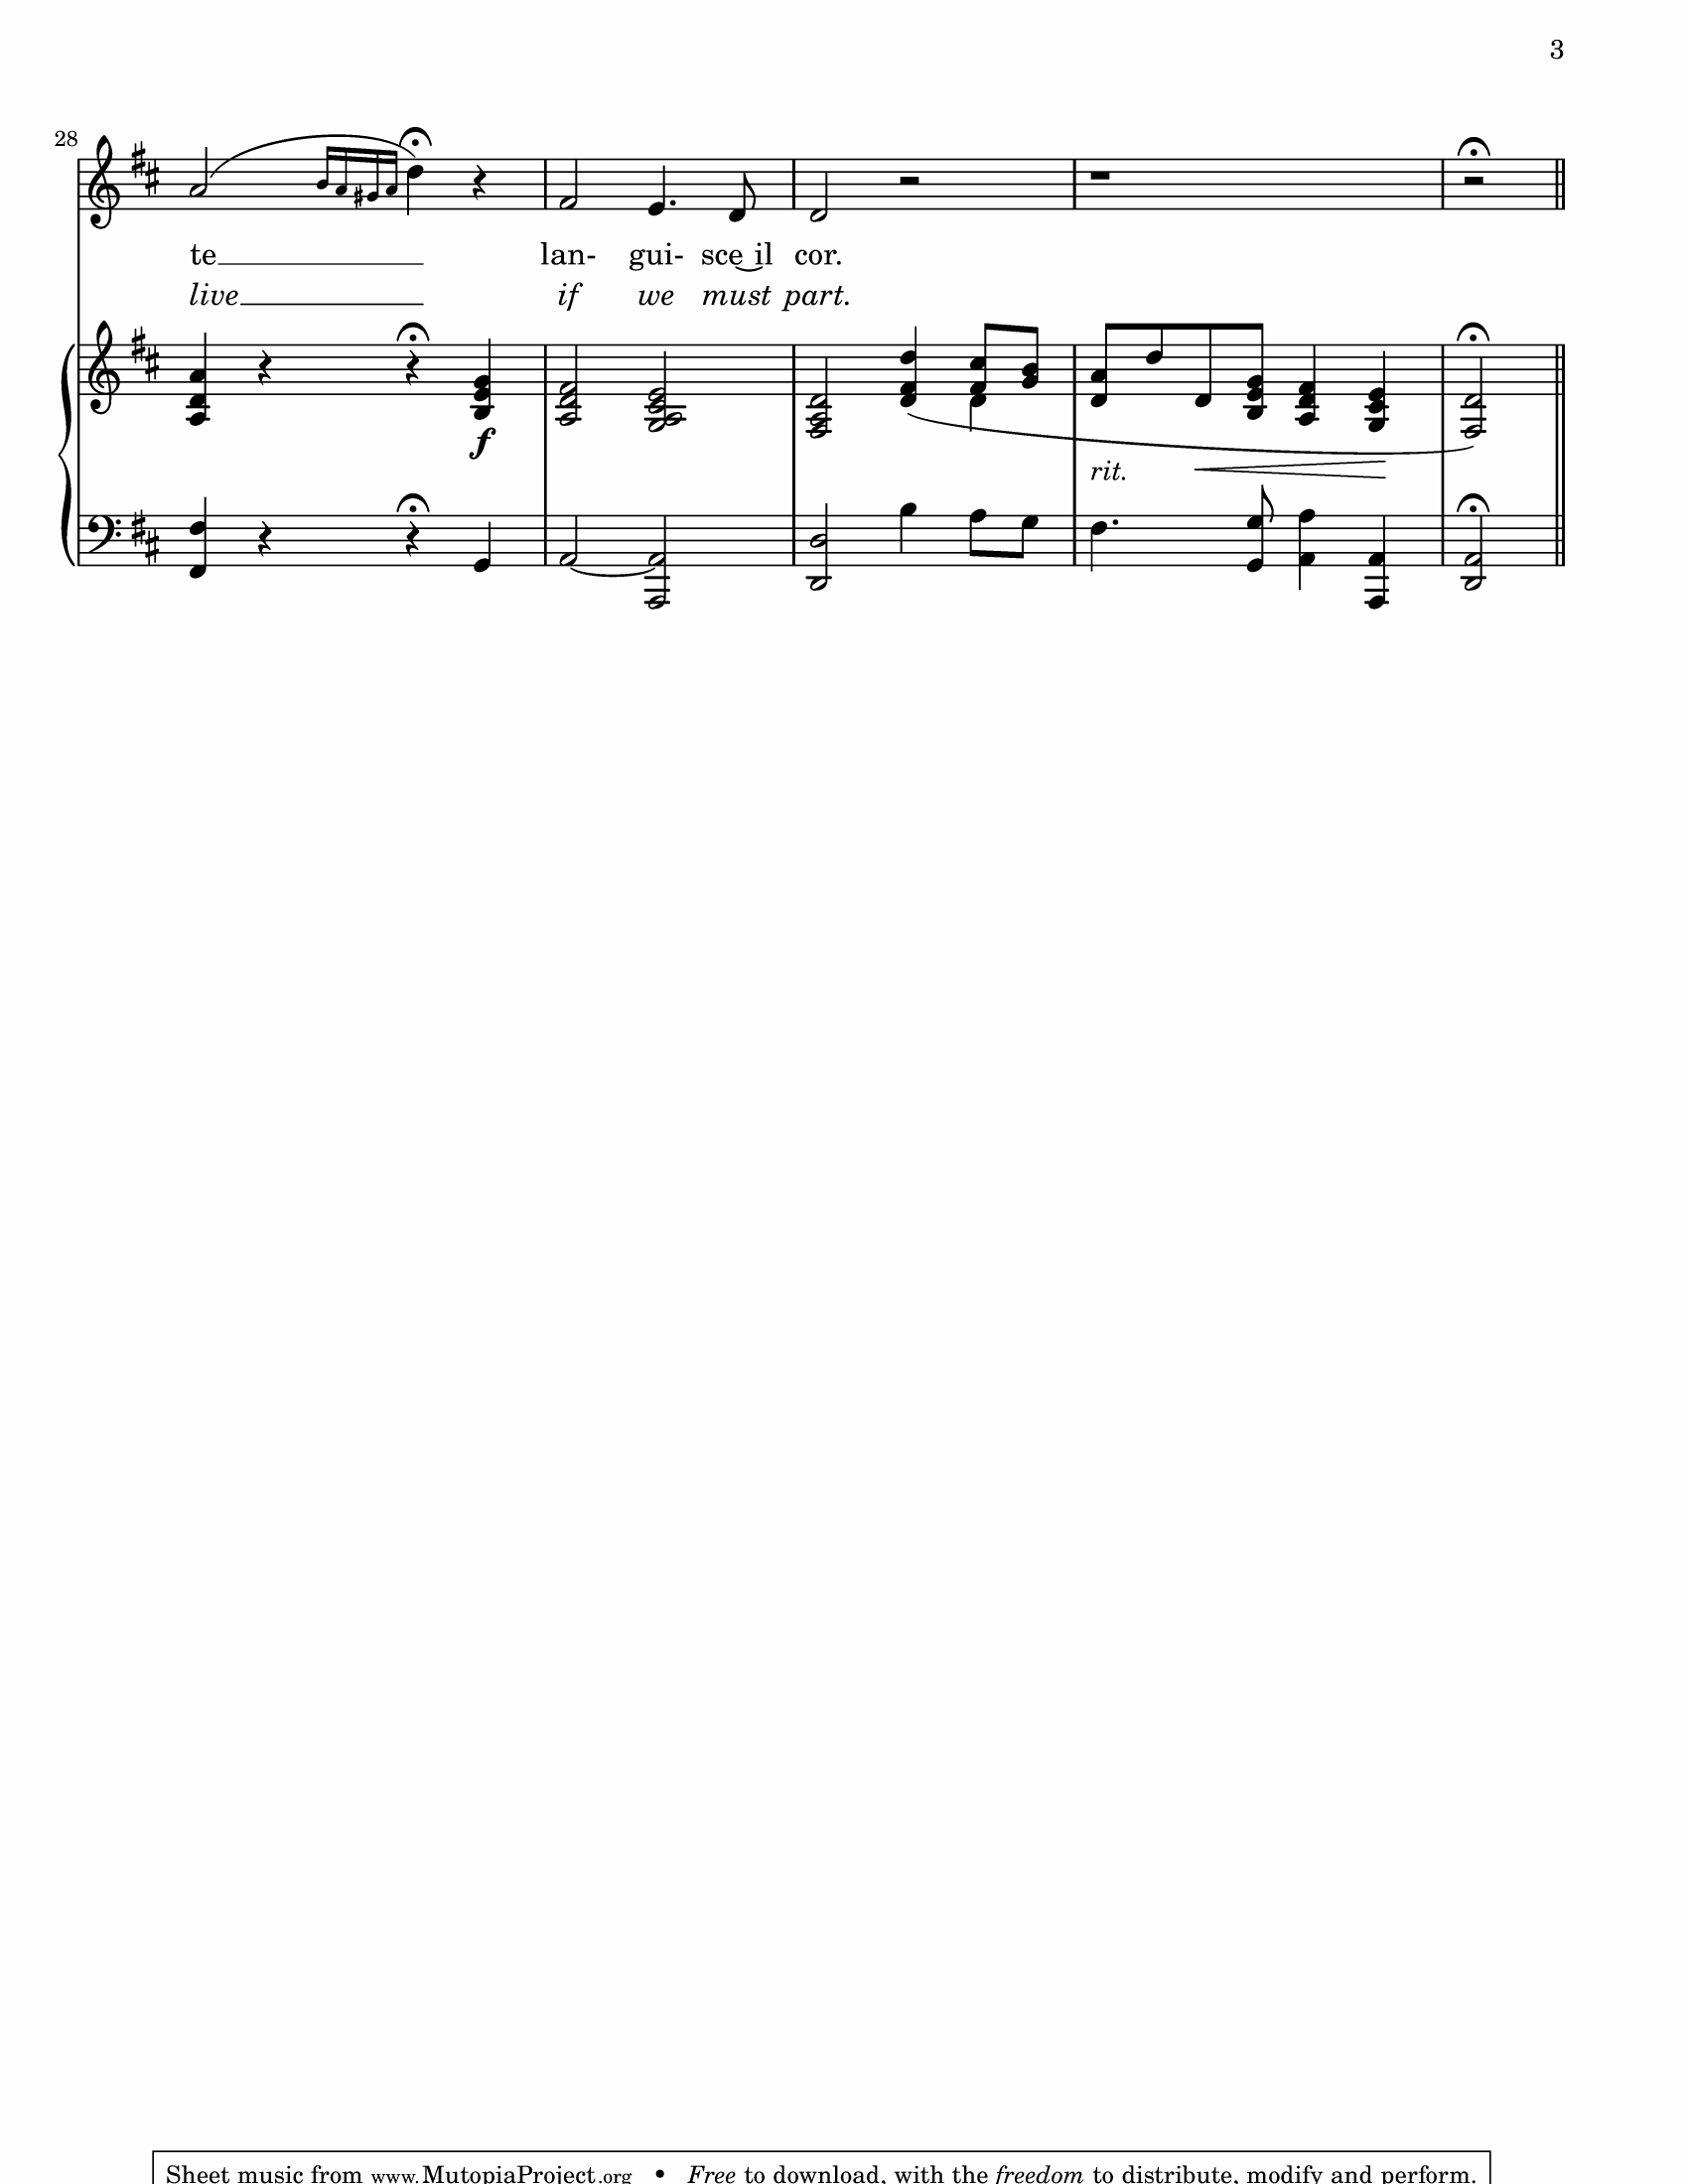 3
28
te lan- gui- sce il cor.
live if we must part.
f
rit.
Sheet music from www.MutopiaProject.org • Free to download, with the freedom to distribute, modify and perform.